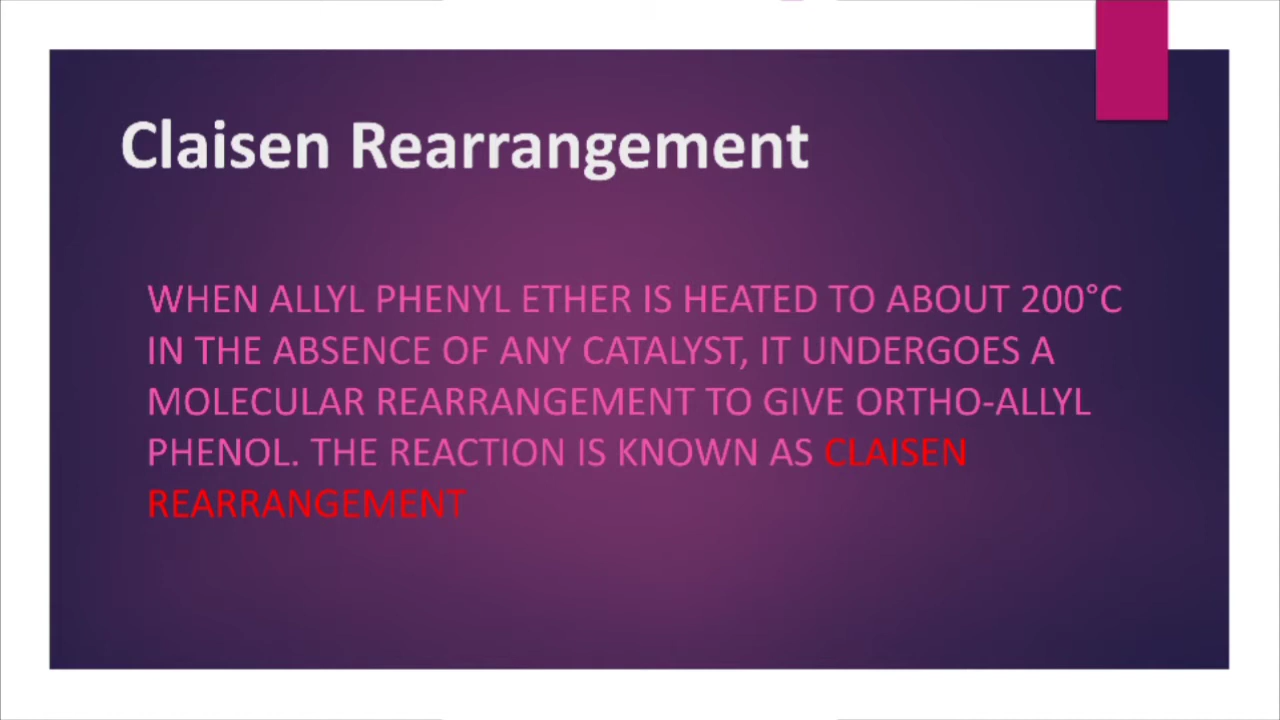 Claisen Rearrangement
WHEN ALLYL PHENYL ETHER IS HEATED TO ABOUT 200°C
IN THE ABSENCE OF ANY CATALYST, IT UNDERGOES A
MOLECULAR REARRANGEMENT TO GIVE ORTHO-ALLYL
PHENOL. THE REACTION IS KNOWN AS CLAISEN
REARRANGEMENT